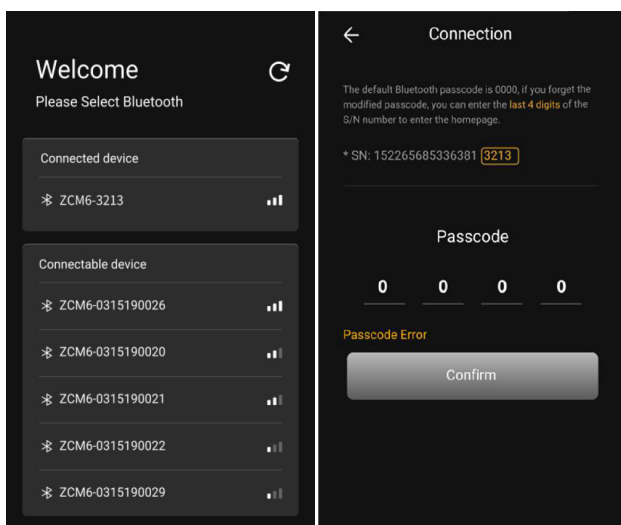 Welcome
Please Select Bluetooth
Connected device
ZCM6-3213
Connectable device
ZCM6-0315190026
ZCM6-0315190020
ZCM6-0315190021
ZCM6-0315190022
ZCM6-0315190029
Connection
The default Bluetooth passcode is 0000, if you forget the
modified passcode, you can enter the last 4 digits of the
S/N number to enter the homepage.
* SN: 152265685336381 3213
Passcode
0 0 0 0
Passcode Error
Confirm